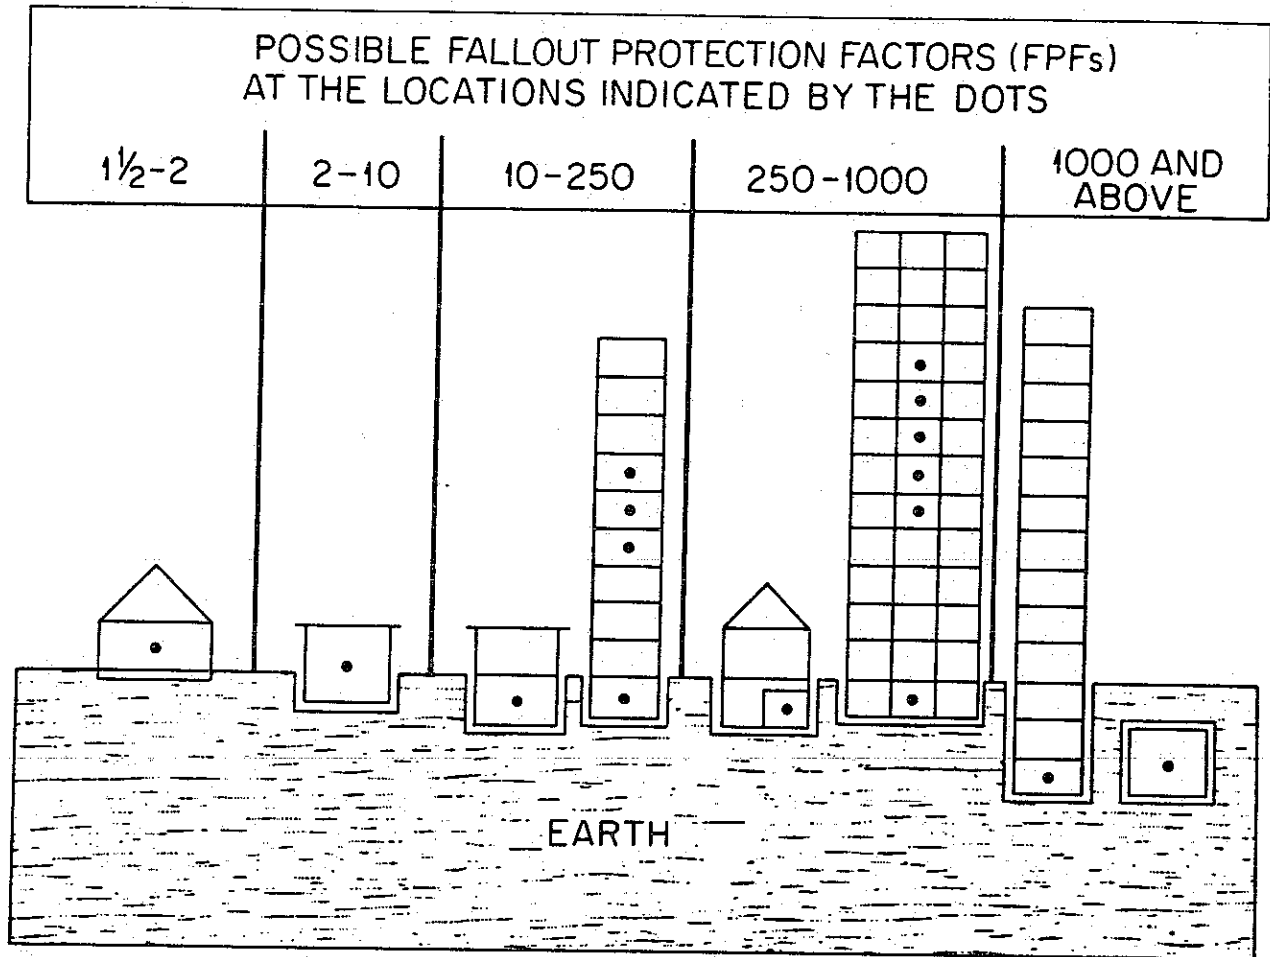 POSSIBLE FALLOUT PROTECTION FACTORS (FPFs)
AT THE LOCATIONS INDICATED BY THE DOTS
1½-2
2-10
10-250
250-1000
1000 AND
ABOVE
EARTH